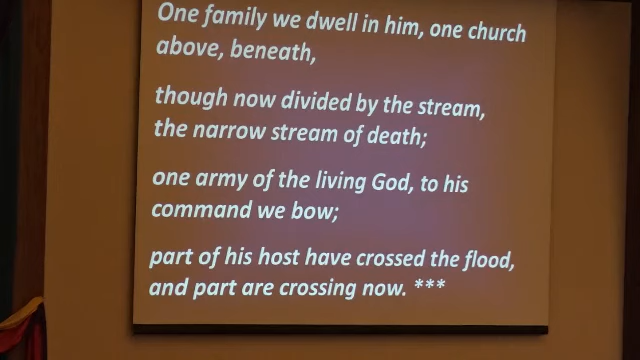 One family we dwell in him, one church
above, beneath,
though now divided by the stream,
the narrow stream of death;
one army of the living God, to his
command we bow;
part of his host have crossed the flood,
and part are crossing now. ***